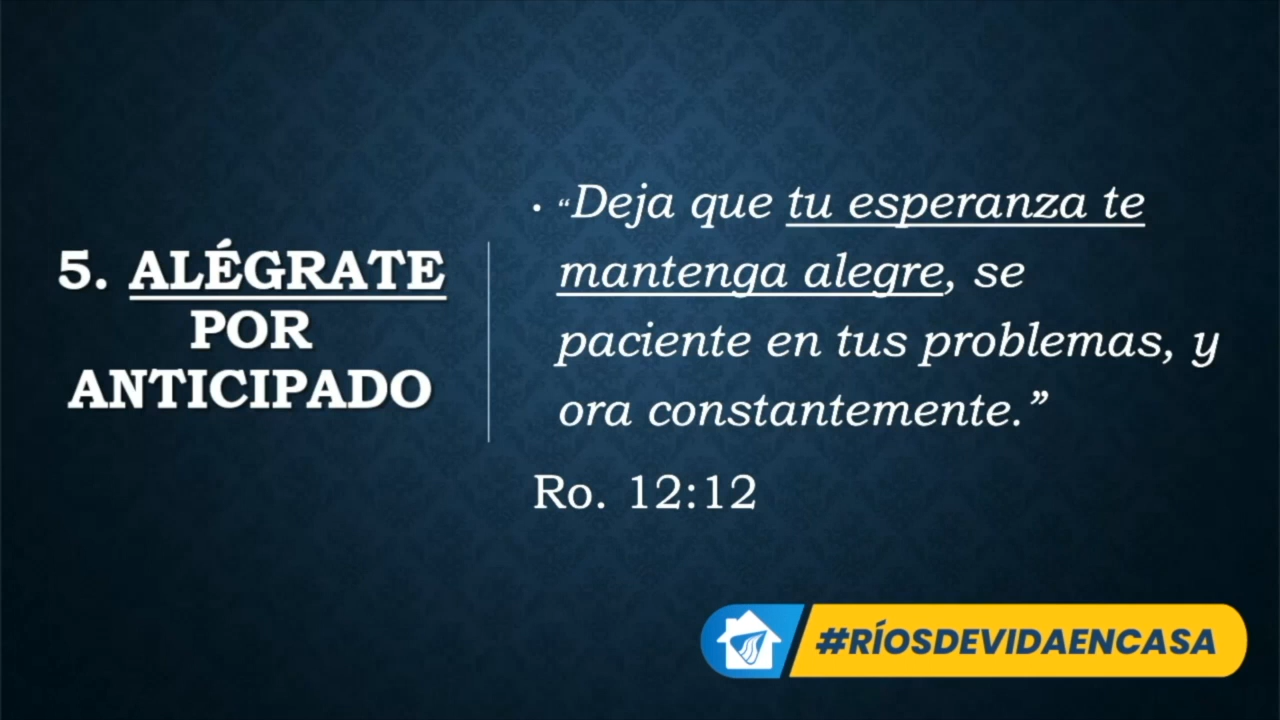 5. ALÉGRATE
POR
ANTICIPADO
• “Deja que tu esperanza te
mantenga alegre, se
paciente en tus problemas, y
ora constantemente.”
Ro. 12:12
#RÍOSDEVIDAENCASA